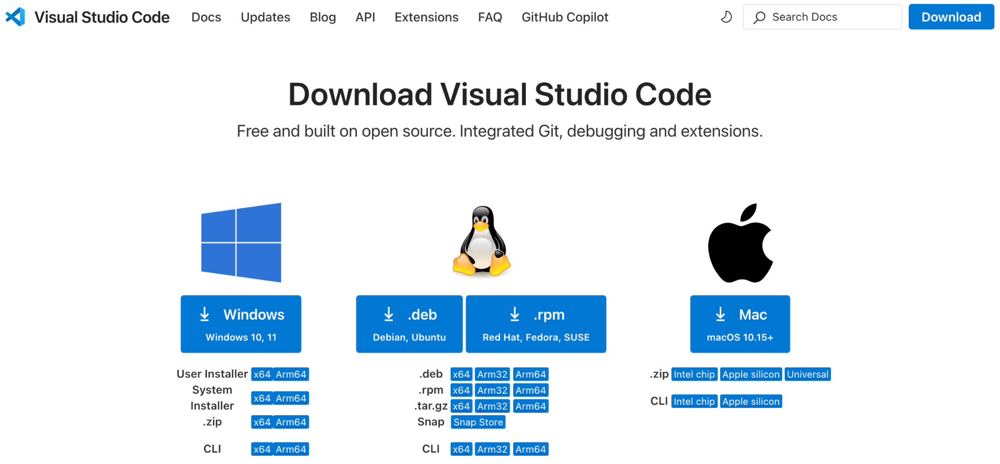 Visual Studio Code Docs Updates Blog API Extensions FAQ GitHub Copilot Search Docs Download
Download Visual Studio Code
Free and built on open source. Integrated Git, debugging and extensions.
Windows
Windows 10, 11
User Installer x64 Arm64
System
Installer x64 Arm64
.zip x64 Arm64
CLI x64 Arm64
.deb
Debian, Ubuntu
.rpm
Red Hat, Fedora, SUSE
.deb x64 Arm32 Arm64
.rpm x64 Arm32 Arm64
.tar.gz x64 Arm32 Arm64
Snap Snap Store
CLI x64 Arm32 Arm64
Mac
macOS 10.15+
.zip Intel chip Apple silicon Universal
CLI Intel chip Apple silicon